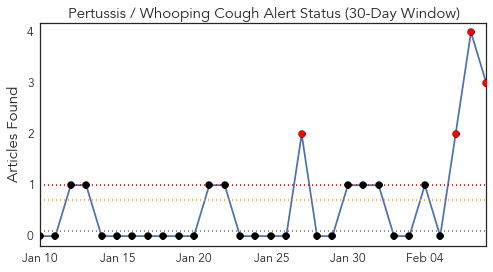 Pertussis / Whooping Cough Alert Status (30-Day Window)
Articles Found
4
3
2
1
0
Jan 10
Jan 15
Jan 20
Jan 25
Jan 30
Feb 04